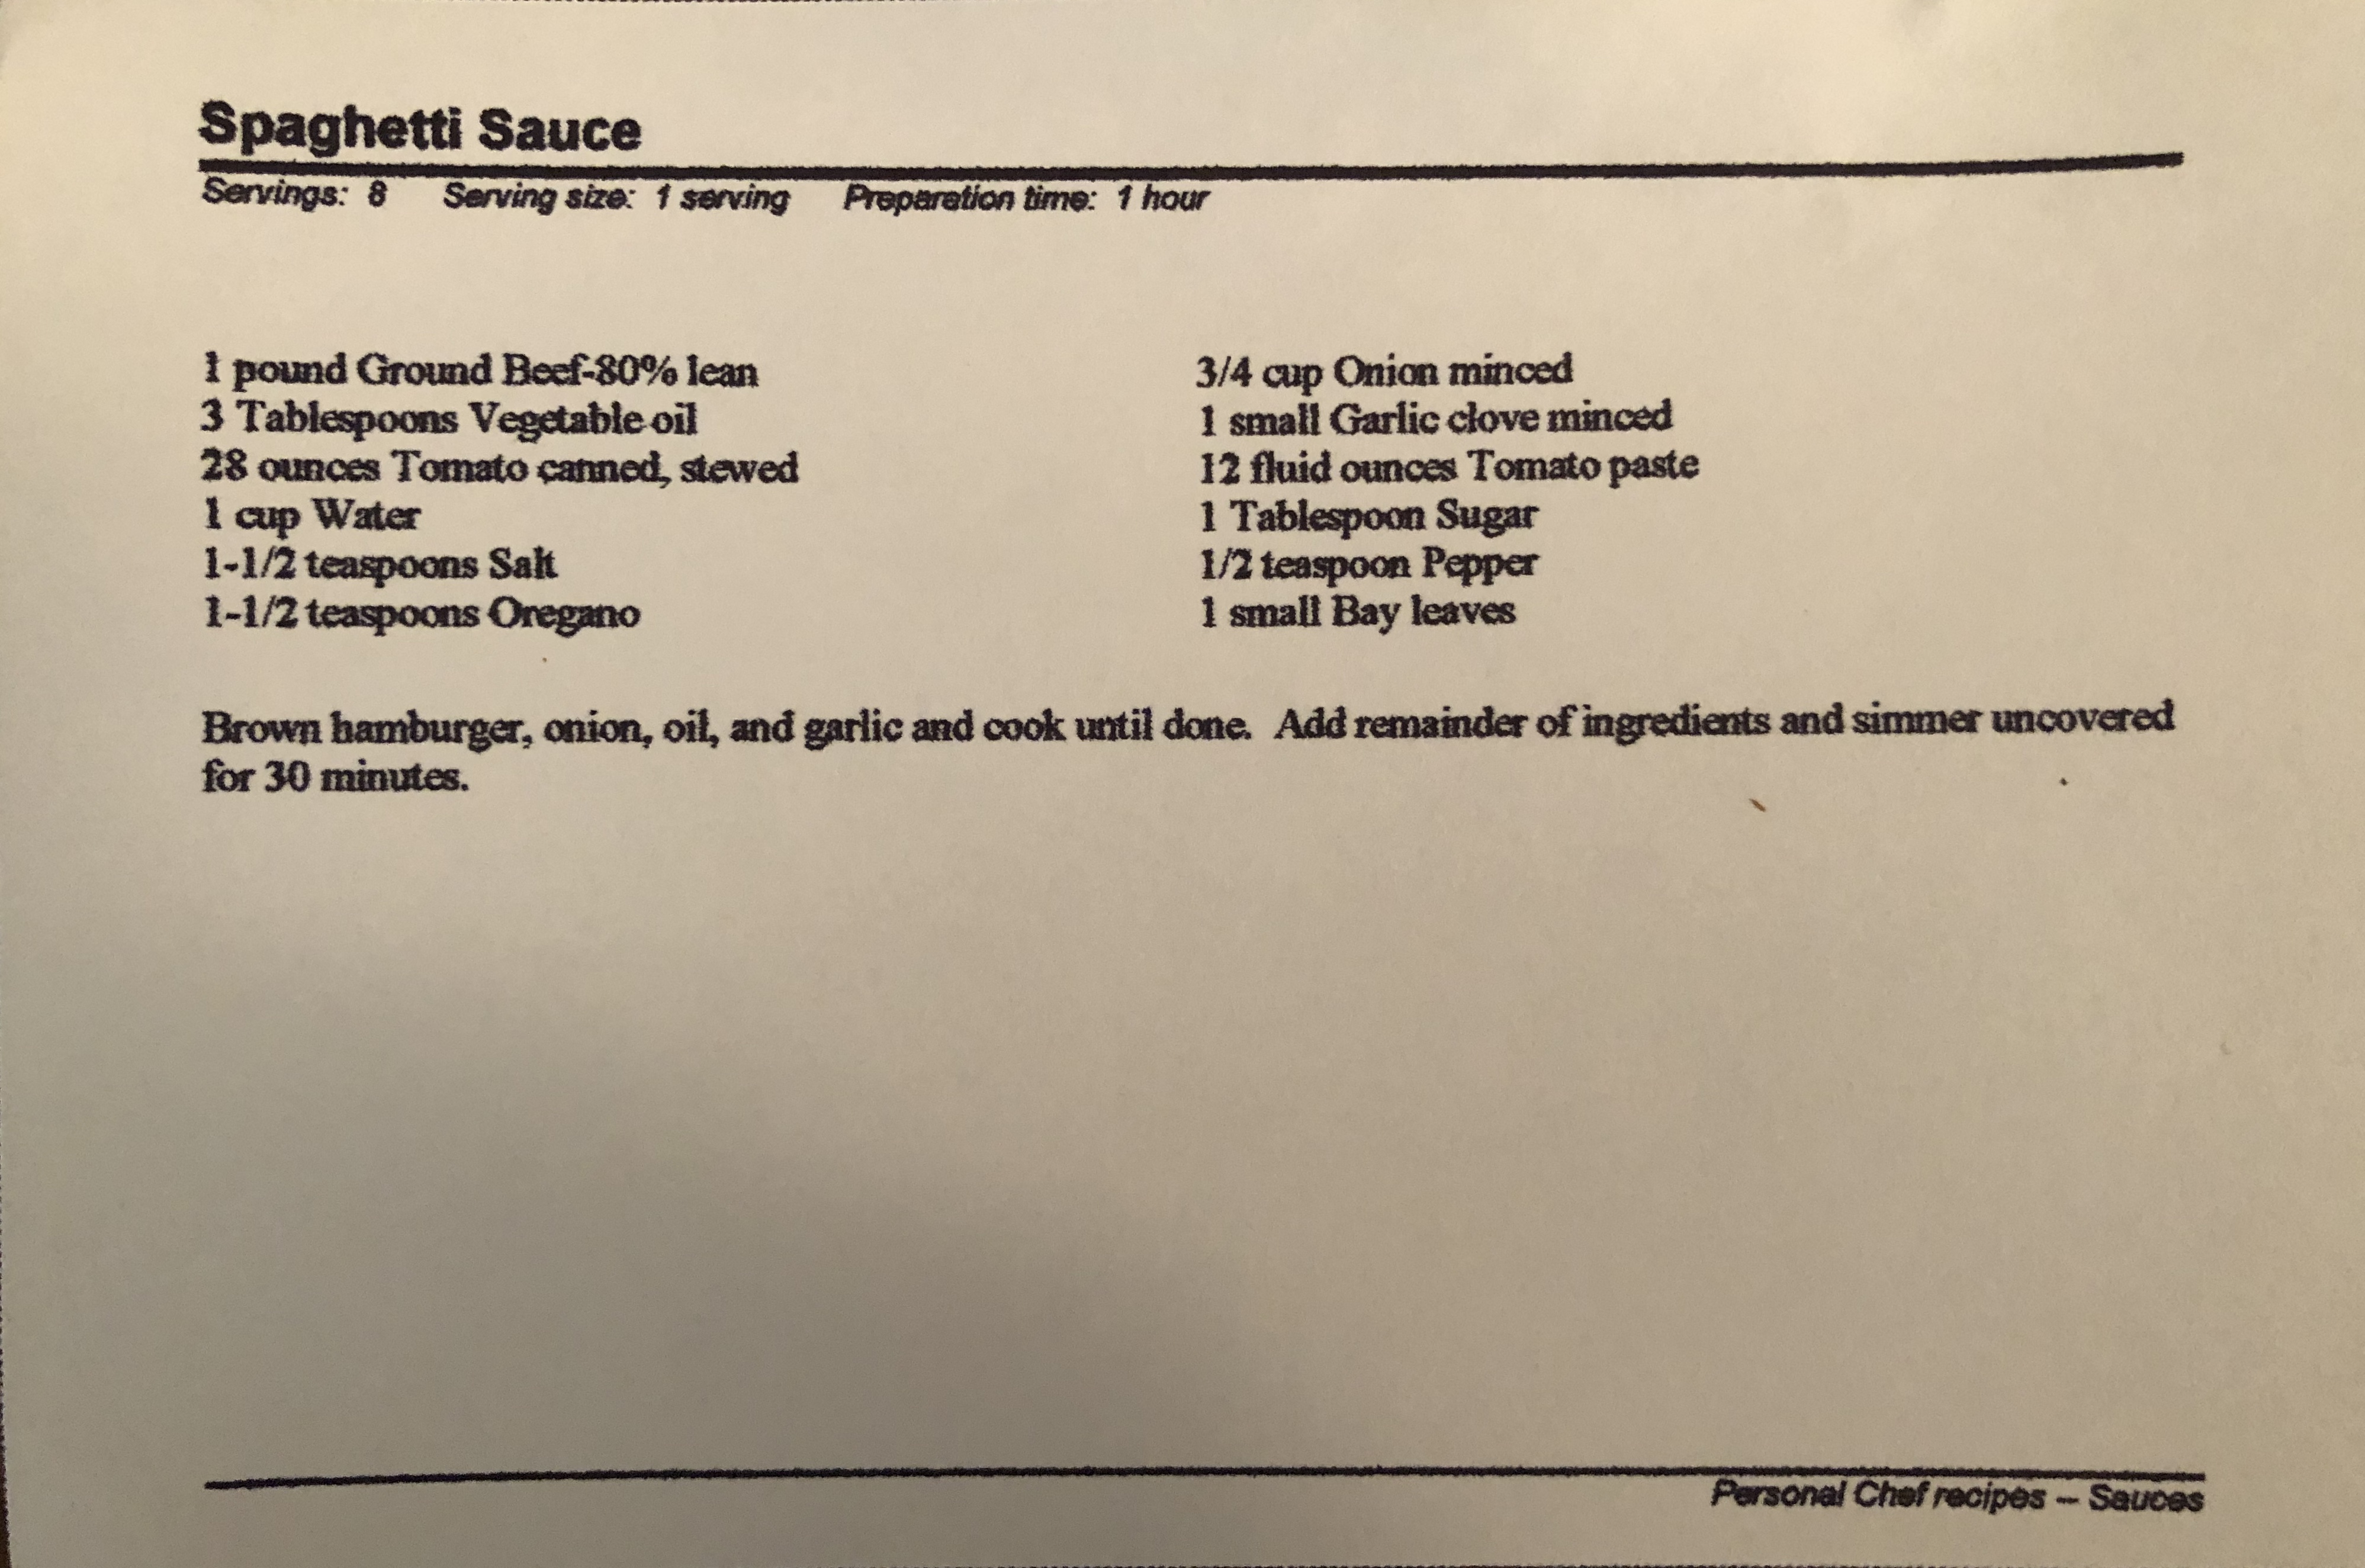 Spaghetti Sauce
Servings: 8 Serving size: 1 serving Preparation time: 1 hour
1 pound Ground Beef-80% lean
3 Tablespoons Vegetable oil
28 ounces Tomato canned, stewed
1 cup Water
1-1/2 teaspoons Salt
1-1/2 teaspoons Oregano
3/4 cup Onion minced
1 small Garlic clove minced
12 fluid ounces Tomato paste
1 Tablespoon Sugar
1/2 teaspoon Pepper
1 small Bay leaves
Brown hamburger, onion, oil, and garlic and cook until done. Add remainder of ingredients and simmer uncovered
for 30 minutes.
Personal Chef recipes -- Sauces